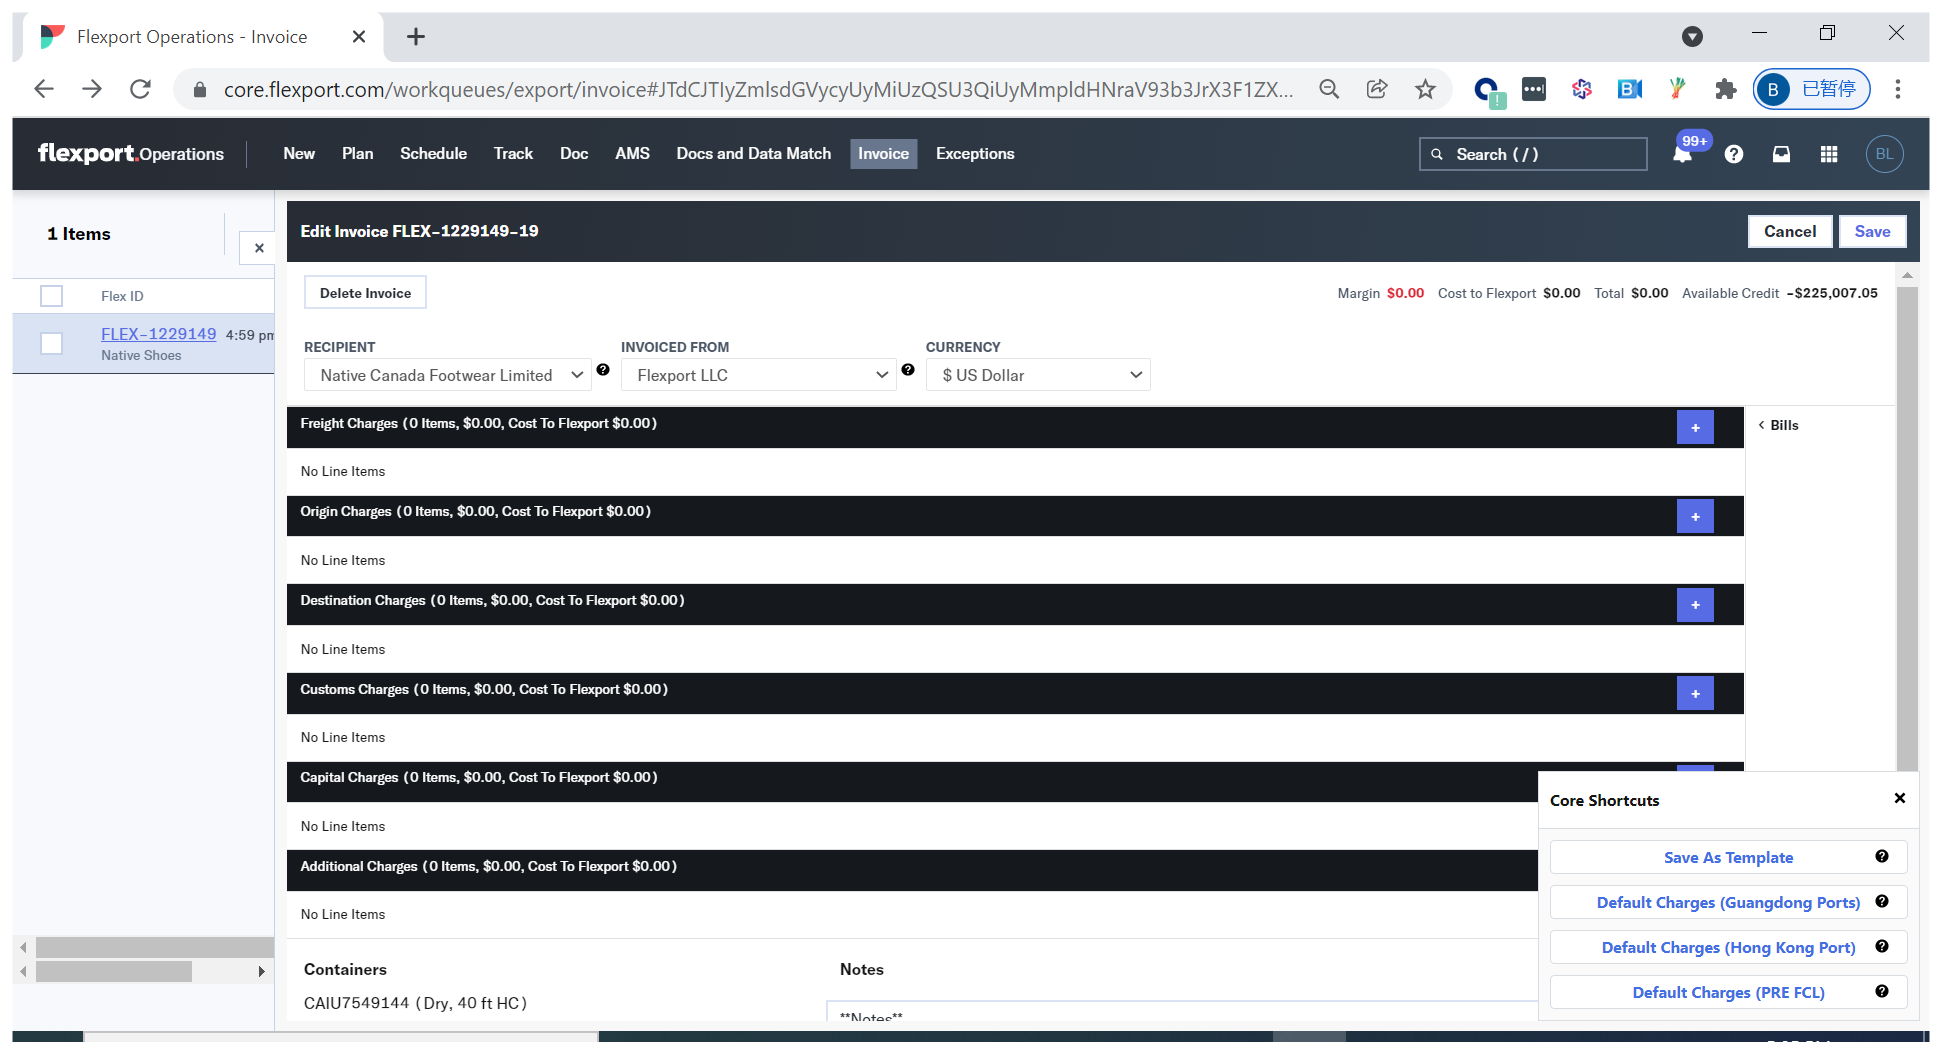 Flexport Operations - Invoice
core.flexport.com/workqueues/export/invoice#JTdCJTIyZmlsdGVycyUyMiUzQSU3QiUyMmpldHNraV93b3JrX3F1ZX...
B 已暂停
flexport.Operations New Plan Schedule Track Doc AMS Docs and Data Match Invoice Exceptions Search ( / ) 99+ BL
1 Items
Flex ID
FLEX-1229149 4:59 pm
Native Shoes
Edit Invoice FLEX-1229149-19 Cancel Save
Delete Invoice Margin $0.00 Cost to Flexport $0.00 Total $0.00 Available Credit -$225,007.05
RECIPIENT INVOICED FROM CURRENCY
Native Canada Footwear Limited Flexport LLC $ US Dollar
Freight Charges (0 Items, $0.00, Cost To Flexport $0.00) +
Bills
No Line Items
Origin Charges (0 Items, $0.00, Cost To Flexport $0.00) +
No Line Items
Destination Charges (0 Items, $0.00, Cost To Flexport $0.00) +
No Line Items
Customs Charges (0 Items, $0.00, Cost To Flexport $0.00) +
No Line Items
Capital Charges (0 Items, $0.00, Cost To Flexport $0.00)
No Line Items
Additional Charges (0 Items, $0.00, Cost To Flexport $0.00)
No Line Items
Containers
CAIU7549144 (Dry, 40 ft HC)
Notes
**Notes**
Core Shortcuts
Save As Template
Default Charges (Guangdong Ports)
Default Charges (Hong Kong Port)
Default Charges (PRE FCL)